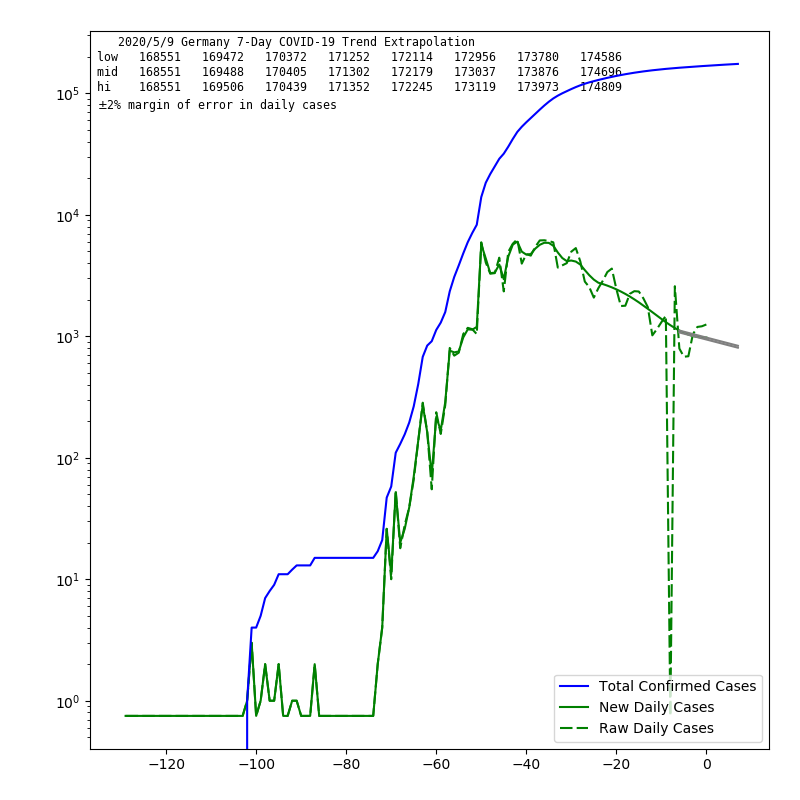 2020/5/9 Germany 7-Day COVID-19 Trend Extrapolation
low 168551 169472 170372 171252 172114 172956 173780 174586
mid 168551 169488 170405 171302 172179 173037 173876 174696
hi 168551 169506 170439 171352 172245 173119 173973 174809
±2% margin of error in daily cases
10^5
10^4
10^3
10^2
10^1
10^0
Total Confirmed Cases
New Daily Cases
Raw Daily Cases
−120 −100 −80 −60 −40 −20 0